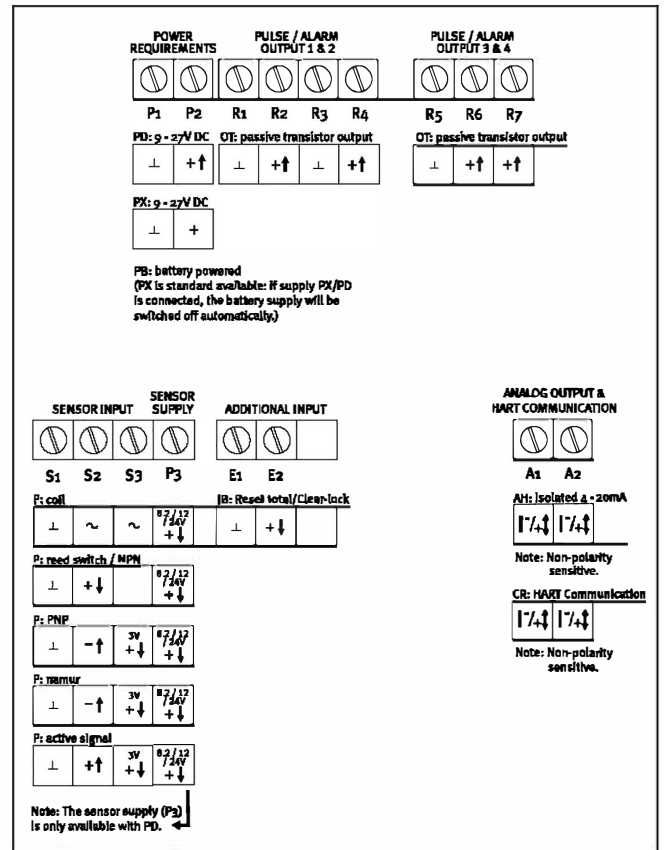 POWER REQUIREMENTS
PULSE / ALARM OUTPUT 1 & 2
PULSE / ALARM OUTPUT 3 & 4
P1 P2 R1 R2 R3 R4 R5 R6 R7
PD: 9 - 27V DC
OT: passive transistor output
OT: passive transistor output
⊥ +↑ ⊥ +↑ ⊥ +↑ ⊥ +↑ +↑
PX: 9 - 27V DC
⊥ +
PB: battery powered
(PX is standard available: if supply PX/PD
is connected, the battery supply will be
switched off automatically.)
SENSOR INPUT
SENSOR SUPPLY
ADDITIONAL INPUT
S1 S2 S3 P3 E1 E2
P: coil
⊥ ~ ~ 8.2 / 12 / 24V +↓
IB: Reset total/Clear-lock
⊥ +↓
P: reed switch / NPN
⊥ +↓ 8.2 / 12 / 24V +↓
P: PNP
⊥ -↑ 3V +↓ 8.2 / 12 / 24V +↓
P: namur
⊥ -↑ 3V +↓ 8.2 / 12 / 24V +↓
P: active signal
⊥ +↑ 3V +↓ 8.2 / 12 / 24V +↓
Note: The sensor supply (P3)
is only available with PD.
ANALOG OUTPUT &
HART COMMUNICATION
A1 A2
AH: Isolated 4 - 20mA
Note: Non-polarity
sensitive.
CR: HART Communication
Note: Non-polarity
sensitive.